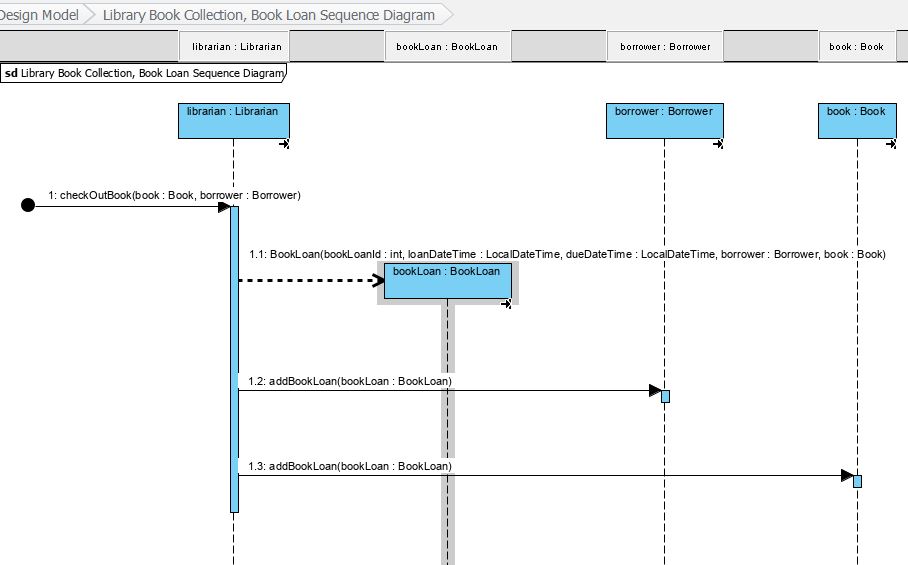 Design Model
Library Book Collection, Book Loan Sequence Diagram
librarian : Librarian
bookLoan : BookLoan
borrower : Borrower
book : Book
sd Library Book Collection, Book Loan Sequence Diagram
librarian : Librarian
borrower : Borrower
book : Book
1: checkOutBook(book : Book, borrower : Borrower)
1.1: BookLoan(bookLoanId : int, loanDateTime : LocalDateTime, dueDateTime : LocalDateTime, borrower : Borrower, book : Book)
bookLoan : BookLoan
1.2: addBookLoan(bookLoan : BookLoan)
1.3: addBookLoan(bookLoan : BookLoan)